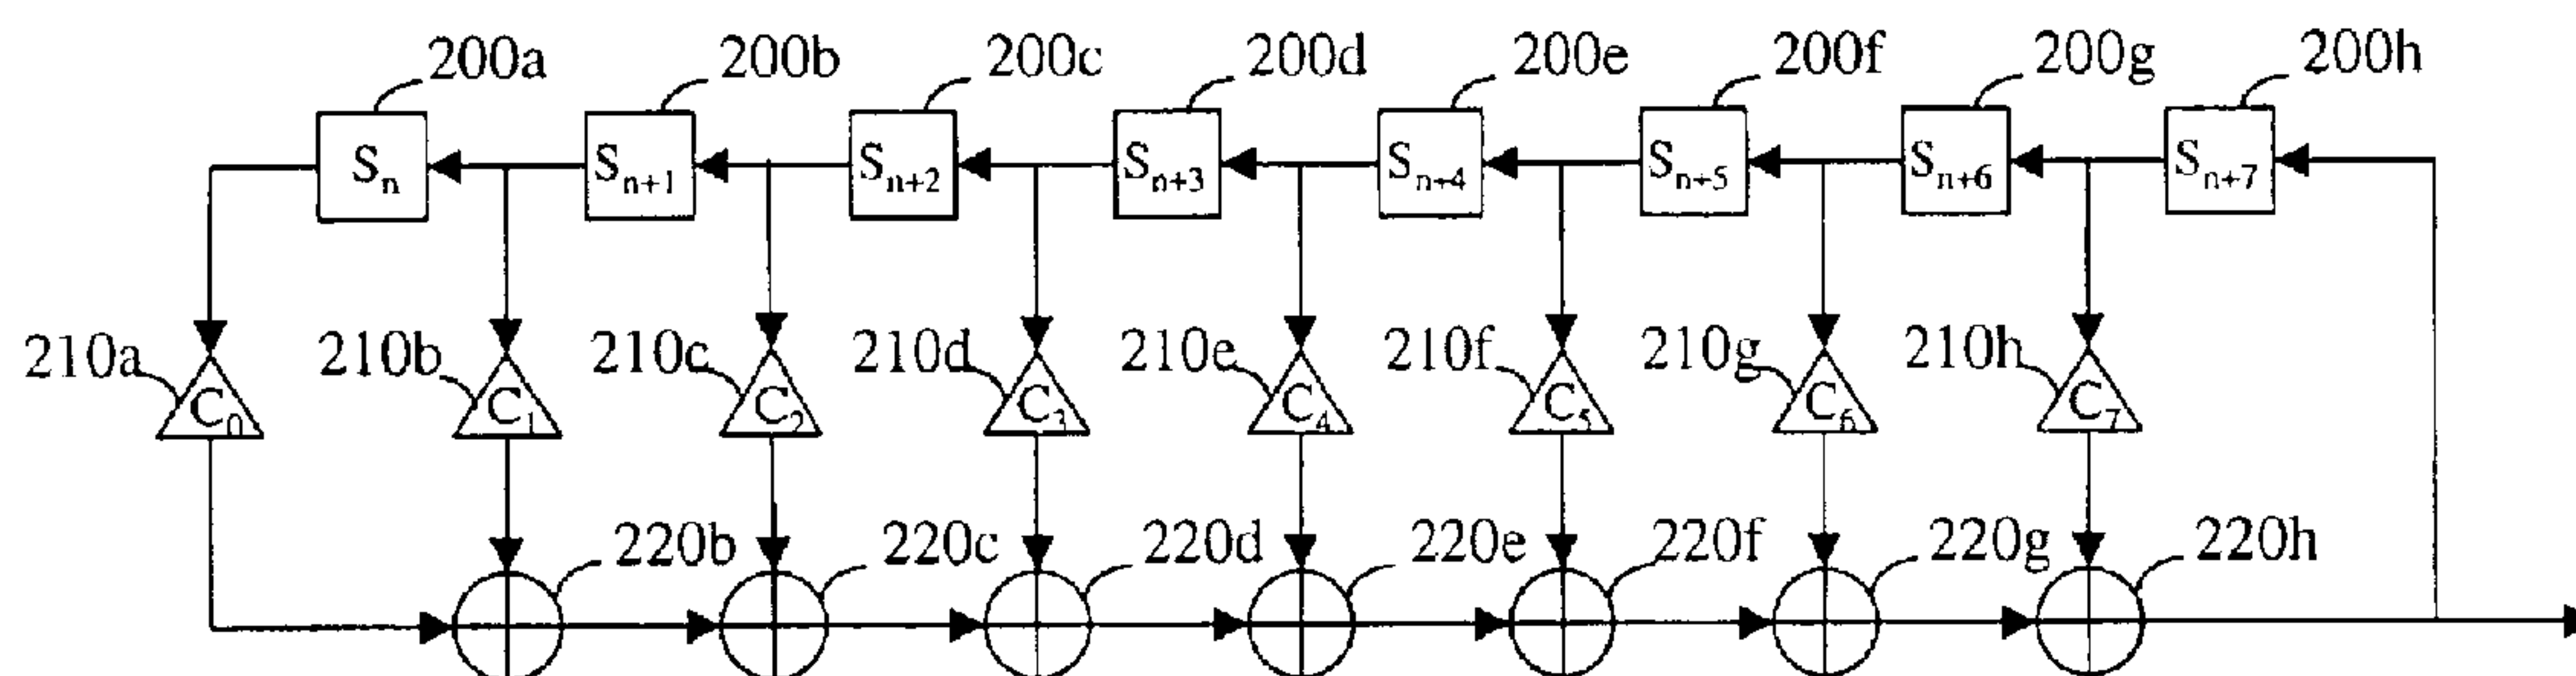 200a 200b 200c 200d 200e 200f 200g 200h
Sₙ Sₙ₊₁ Sₙ₊₂ Sₙ₊₃ Sₙ₊₄ Sₙ₊₅ Sₙ₊₆ Sₙ₊₇
210a 210b 210c 210d 210e 210f 210g 210h
C₀ C₁ C₂ C₃ C₄ C₅ C₆ C₇
220b 220c 220d 220e 220f 220g 220h